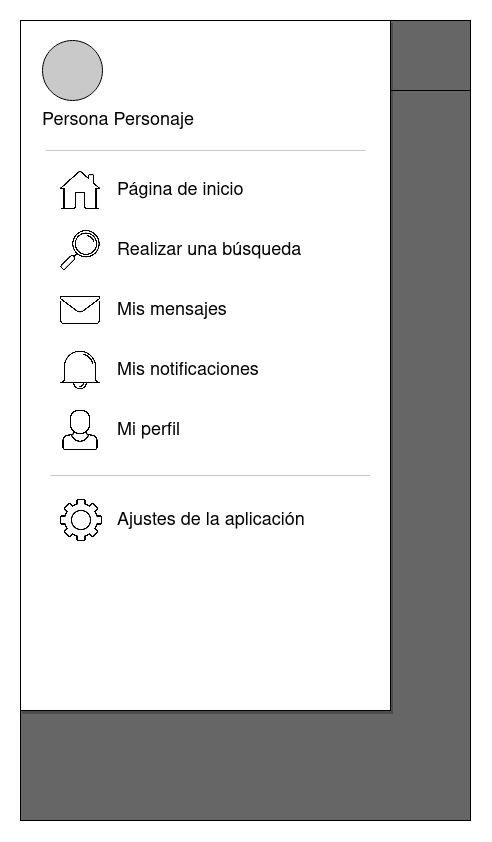 Persona Personaje
Página de inicio
Realizar una búsqueda
Mis mensajes
Mis notificaciones
Mi perfil
Ajustes de la aplicación